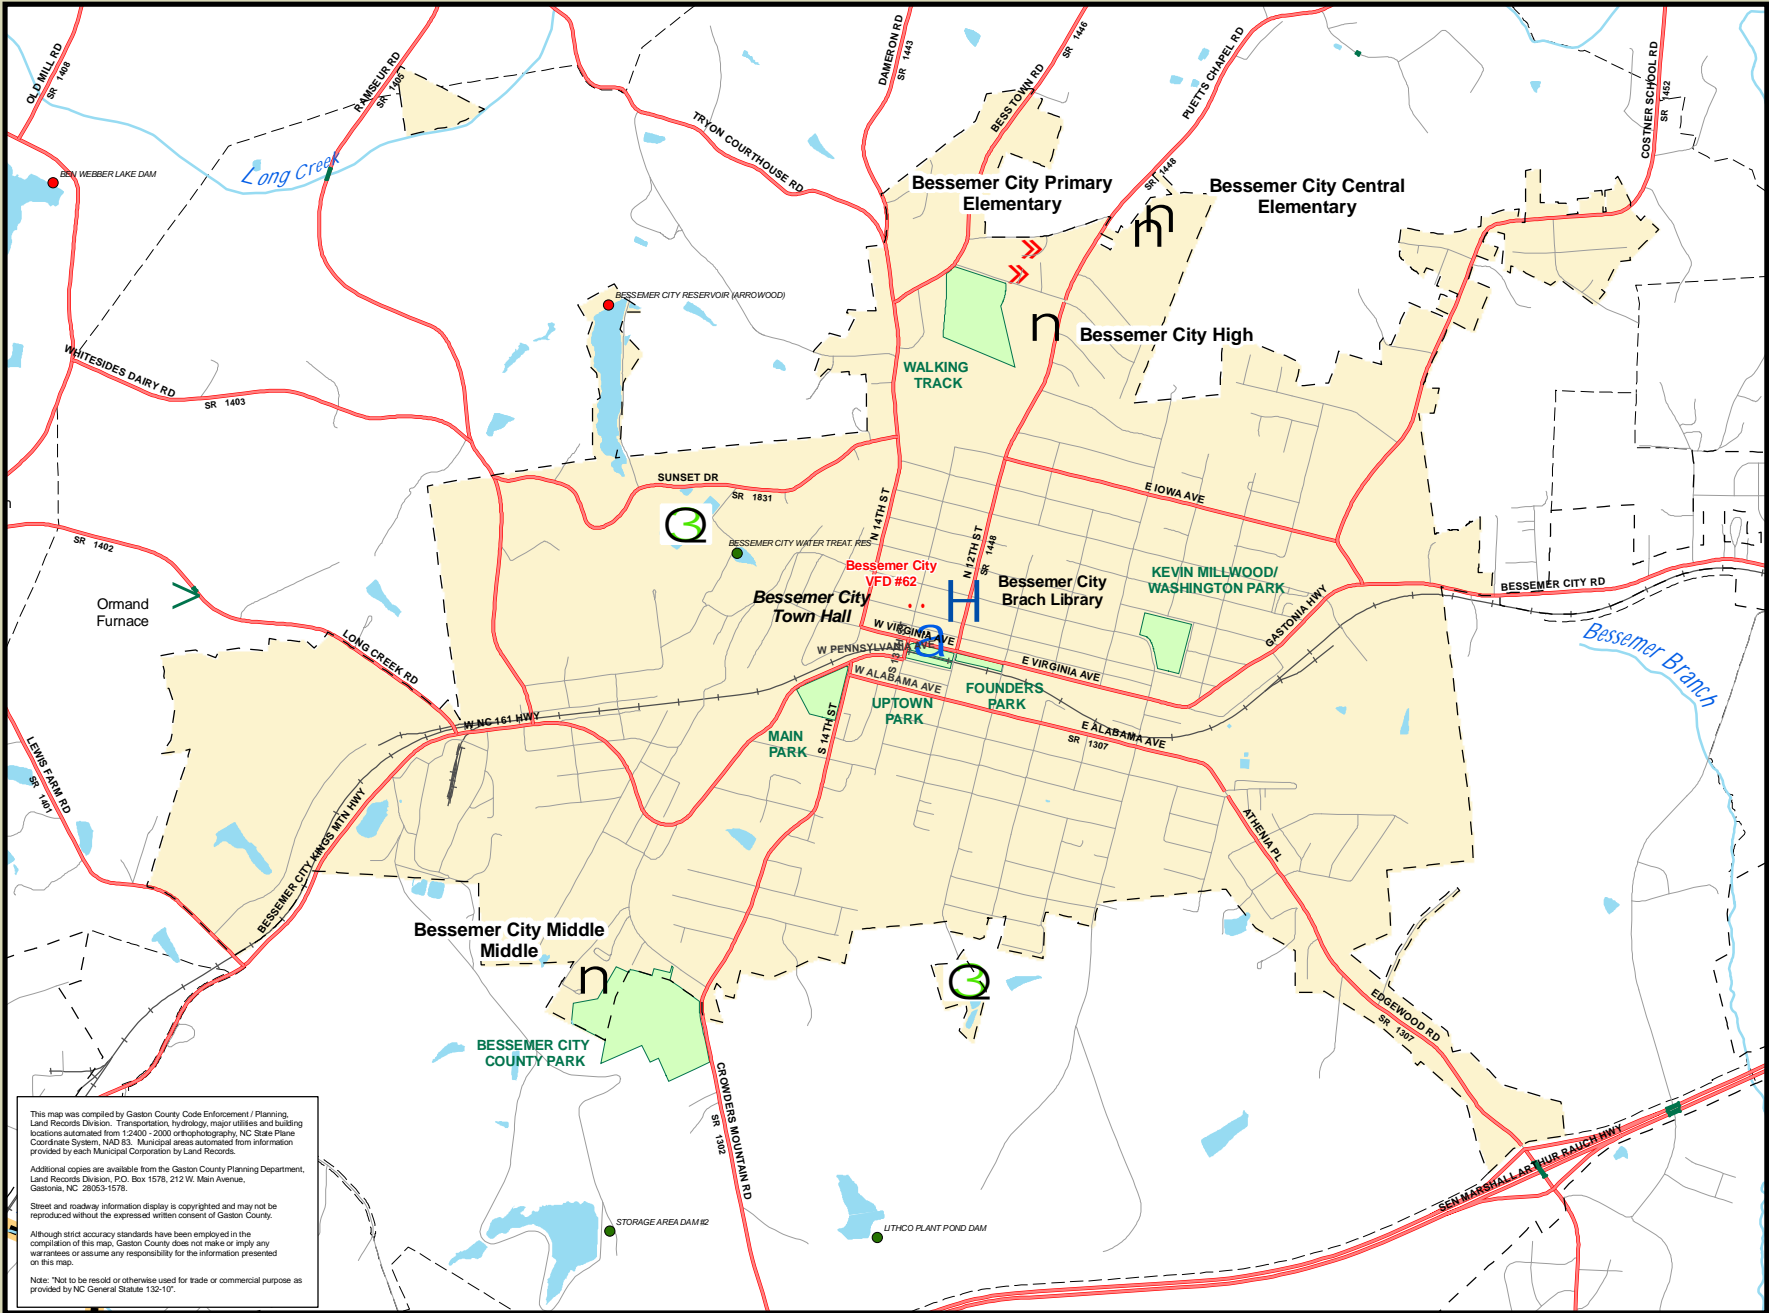 OLD MILL RD
SR 1408
RAMSEUR RD
SR 1405
DAMERON RD
SR 1443
BESSTOWN RD
SR 1446
PUETTS CHAPEL RD
SR 1448
COSTNER SCHOOL RD
SR 1452
TRYON COURTHOUSE RD
Long Creek
BEN WEBBER LAKE DAM
Bessemer City Primary
Elementary
Bessemer City Central
Elementary
n
n
BESSEMER CITY RESERVOIR (ARROWOOD)
n
Bessemer City High
WALKING
TRACK
WHITESIDES DAIRY RD
SR 1403
SUNSET DR
SR 1831
N 14TH ST
E IOWA AVE
SR 1402
BESSEMER CITY WATER TREAT. RES
N 12TH ST
SR 1448
Bessemer City
VFD #62
Bessemer City
Town Hall
H
a
Bessemer City
Brach Library
KEVIN MILLWOOD/
WASHINGTON PARK
BESSEMER CITY RD
GASTONIA HWY
Bessemer Branch
Ormand
Furnace
LONG CREEK RD
W VIRGINIA AVE
W PENNSYLVANIA AVE
E VIRGINIA AVE
W ALABAMA AVE
FOUNDERS
PARK
UPTOWN
PARK
MAIN
PARK
S 14TH ST
E ALABAMA AVE
SR 1307
W NC 161 HWY
LEWIS FARM RD
SR 1401
BESSEMER CITY KINGS MTN HWY
ATHENIA PL
Bessemer City Middle
Middle
n
EDGEWOOD RD
SR 1307
BESSEMER CITY
COUNTY PARK
CROWDERS MOUNTAIN RD
SR 1302
SEN MARSHALL ARTHUR RAUCH HWY
STORAGE AREA DAM #2
LITHCO PLANT POND DAM
This map was compiled by Gaston County Code Enforcement / Planning,
Land Records Division. Transportation, hydrology, major utilities and building
locations automated from 1:2400 - 2000 orthophotography, NC State Plane
Coordinate System, NAD 83. Municipal areas automated from information
provided by each Municipal Corporation by Land Records.
Additional copies are available from the Gaston County Planning Department,
Land Records Division, P.O. Box 1578, 212 W. Main Avenue,
Gastonia, NC 28053-1578.
Street and roadway information display is copyrighted and may not be
reproduced without the expressed written consent of Gaston County.
Although strict accuracy standards have been employed in the
compilation of this map, Gaston County does not make or imply any
warrantees or assume any responsibility for the information presented
on this map.
Note: "Not to be resold or otherwise used for trade or commercial purpose as
provided by NC General Statute 132-10".